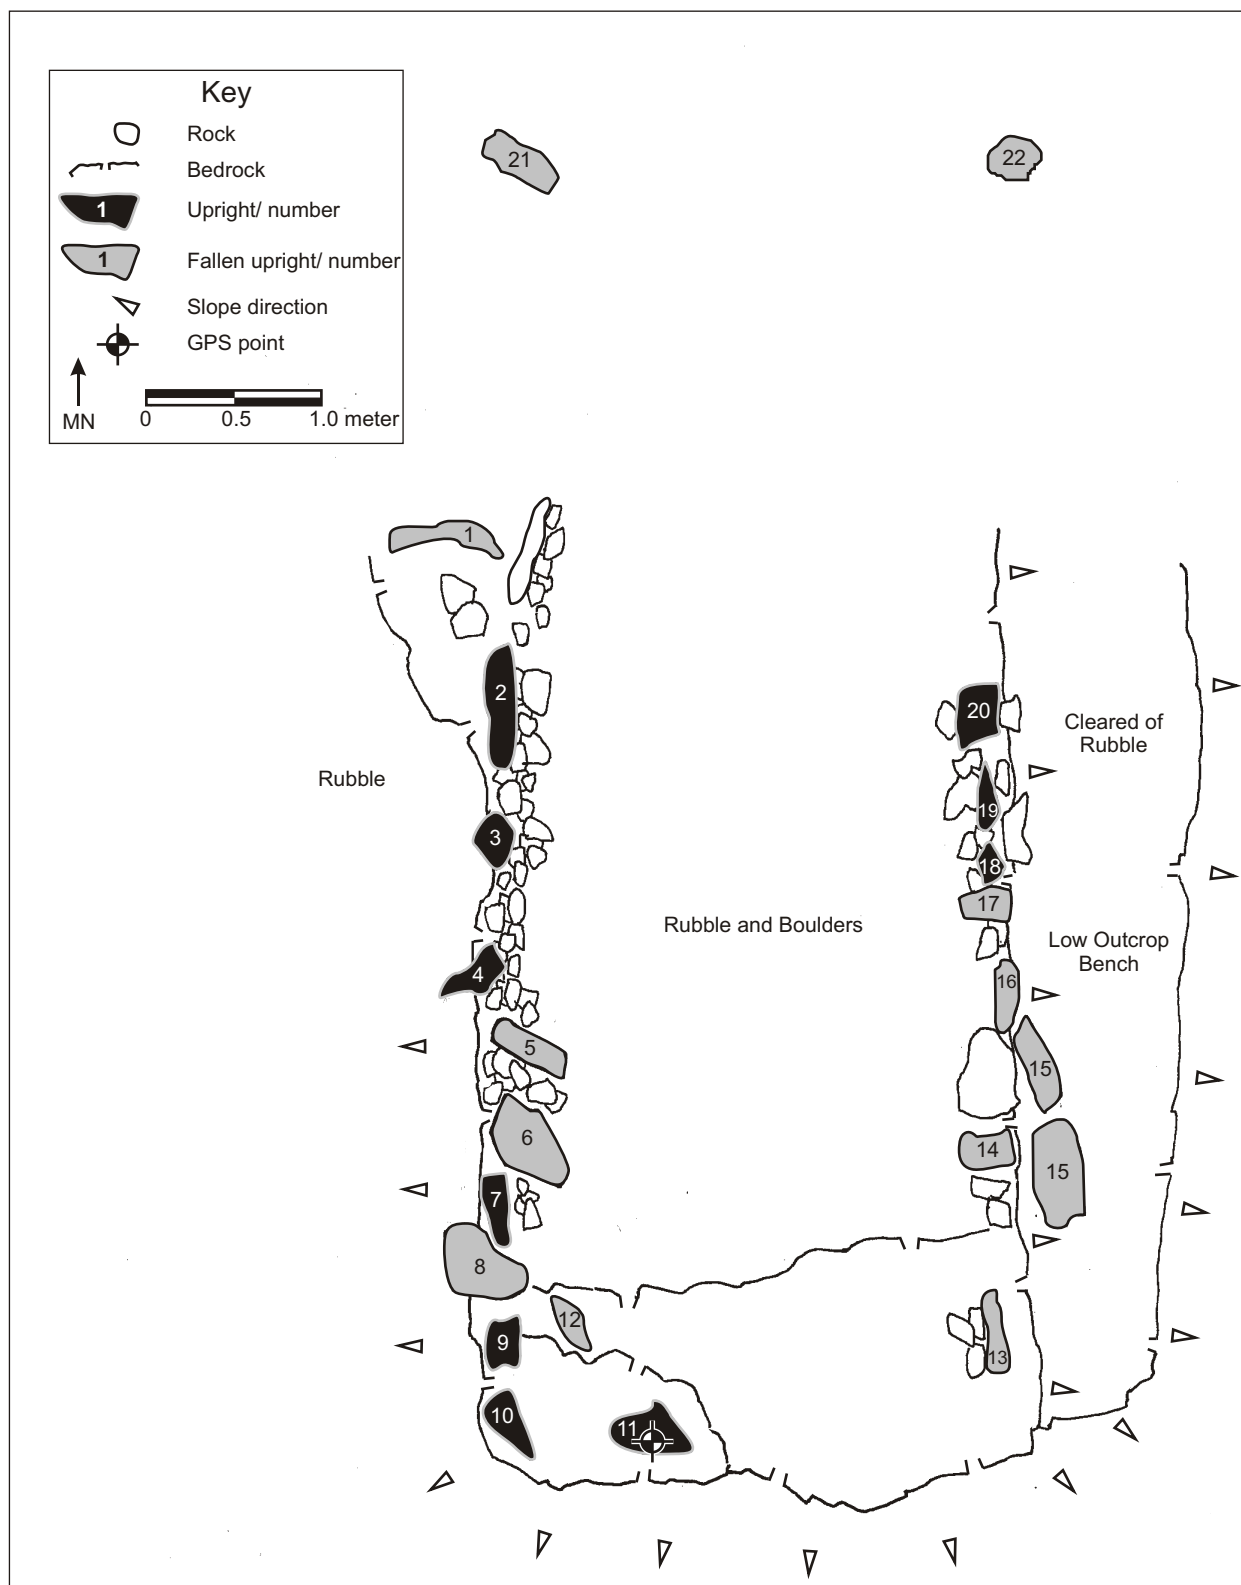 Key
Rock
Bedrock
1 Upright/ number
1 Fallen upright/ number
Slope direction
GPS point
MN
0 0.5 1.0 meter
21
22
1
2
20
Cleared of
Rubble
Rubble
19
3
18
17
Rubble and Boulders
Low Outcrop
Bench
4
16
5
15
6
14
15
7
8
12
9
13
10
11